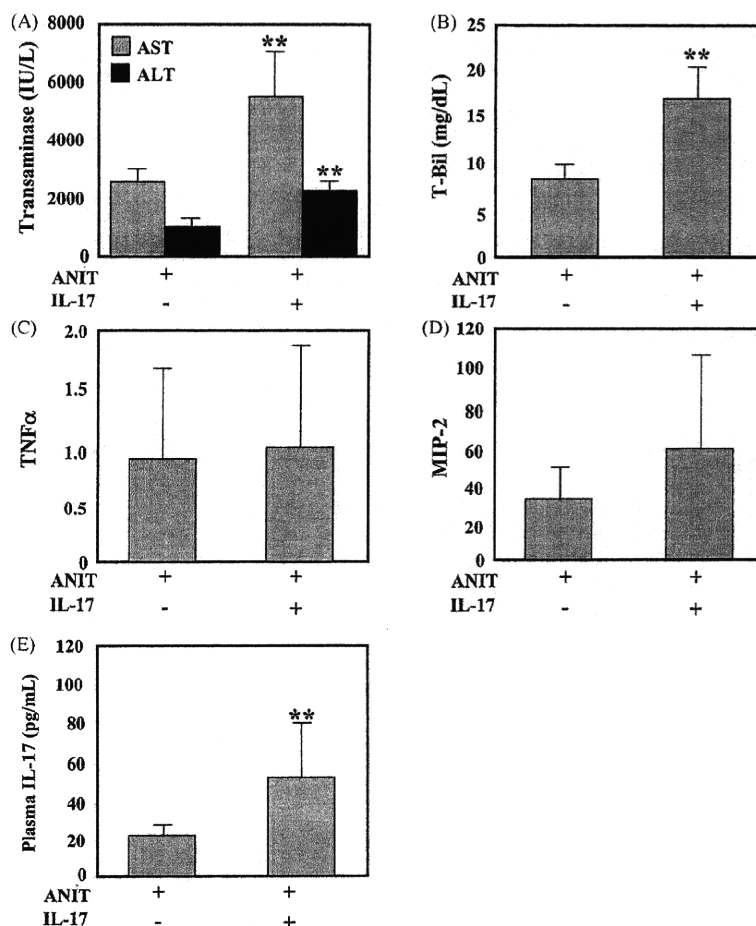 (A)
Transaminase (IU/L)
8000
6000
4000
2000
0
AST
ALT
**
**
ANIT + +
IL-17 - +
(B)
T-Bil (mg/dL)
25
20
15
10
5
0
**
ANIT + +
IL-17 - +
(C)
TNFα
2.0
1.5
1.0
0.5
0
ANIT + +
IL-17 - +
(D)
MIP-2
120
100
80
60
40
20
0
ANIT + +
IL-17 - +
(E)
Plasma IL-17 (pg/mL)
120
100
80
60
40
20
0
**
ANIT + +
IL-17 - +